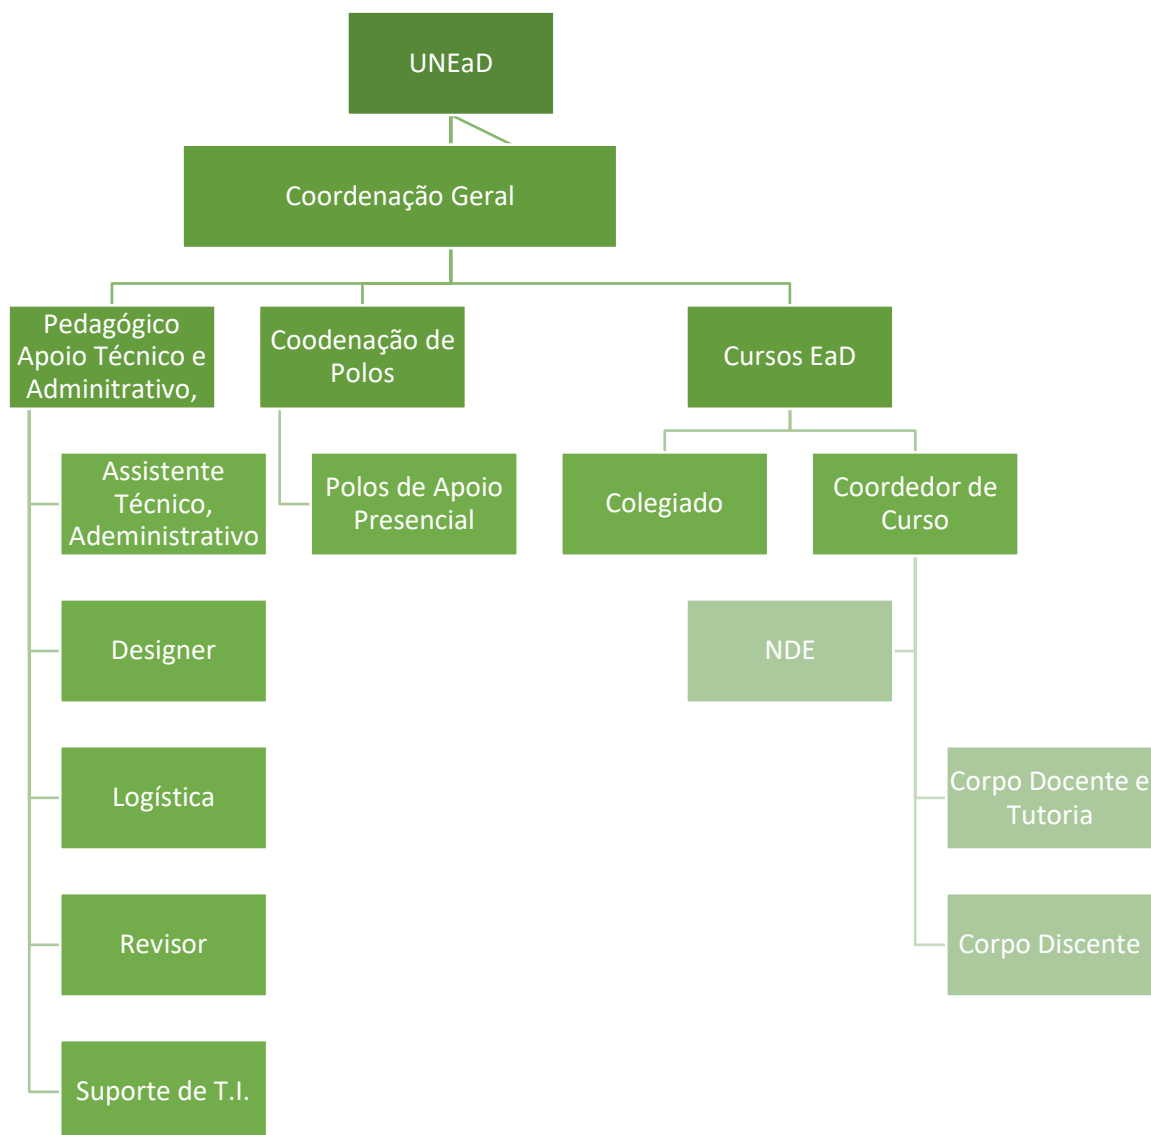 UNEaD
Coordenação Geral
Pedagógico
Apoio Técnico e
Adminitrativo,
Coodenação de
Polos
Cursos EaD
Assistente
Técnico,
Adeministrativo
Polos de Apoio
Presencial
Colegiado
Coordedor de
Curso
Designer
NDE
Logística
Corpo Docente e
Tutoria
Revisor
Corpo Discente
Suporte de T.I.